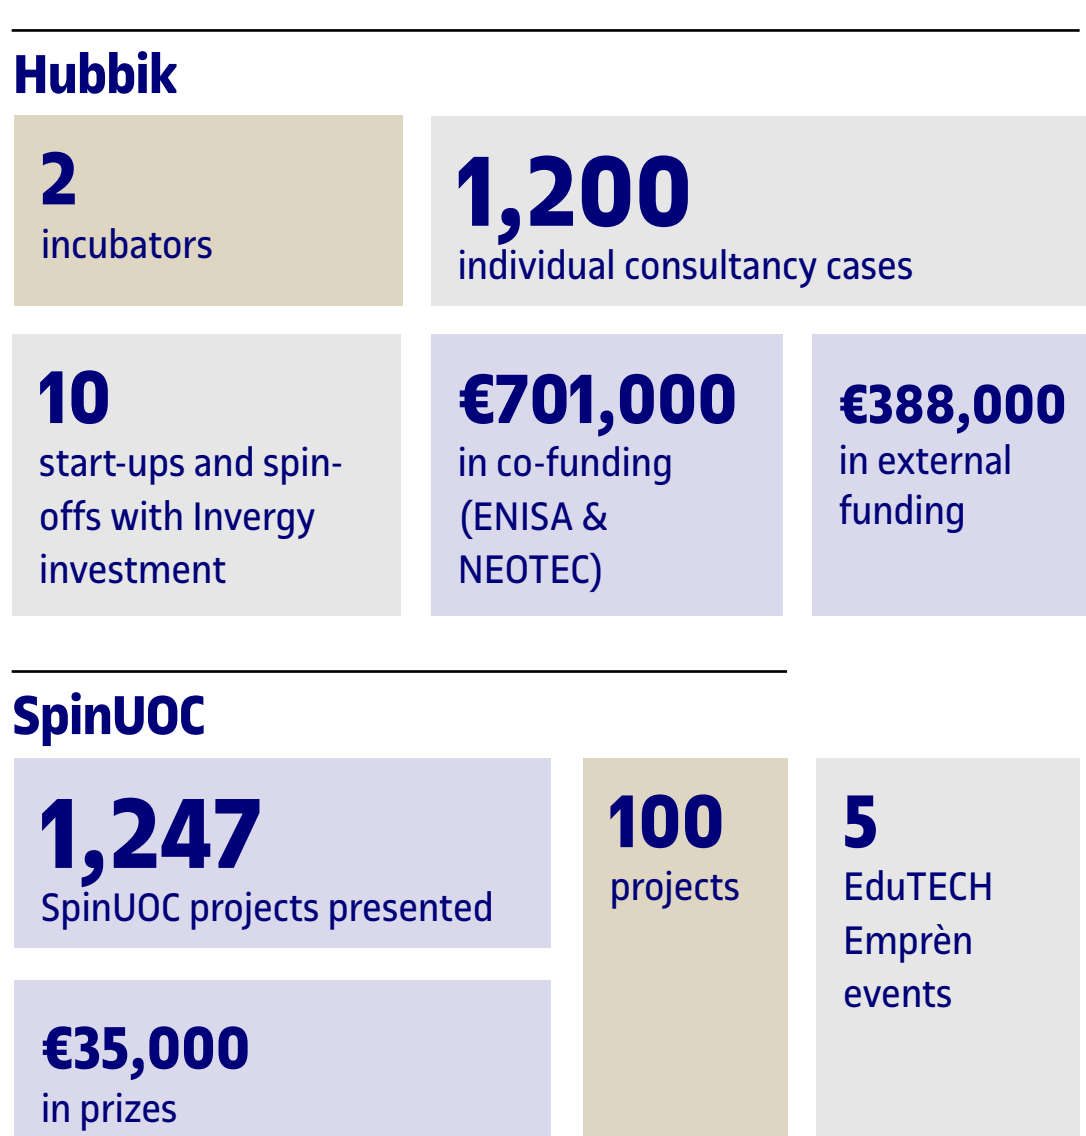 Hubbik
2
incubators
1,200
individual consultancy cases
10
start-ups and spin-
offs with Invergy
investment
€701,000
in co-funding
(ENISA &
NEOTEC)
€388,000
in external
funding
SpinUOC
1,247
SpinUOC projects presented
€35,000
in prizes
100
projects
5
EduTECH
Emprèn
events